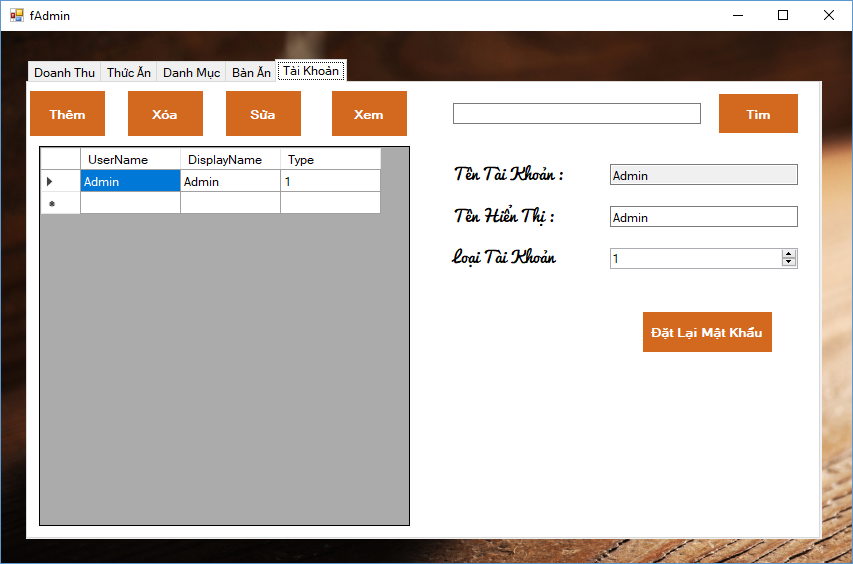 fAdmin
Doanh Thu Thức Ăn Danh Mục Bàn Ăn Tài Khoản
Thêm Xóa Sửa Xem Tìm
UserName DisplayName Type
Admin Admin 1
Tên Tài Khoản : Admin
Tên Hiển Thị : Admin
Loại Tài Khoản 1
Đặt Lại Mật Khẩu